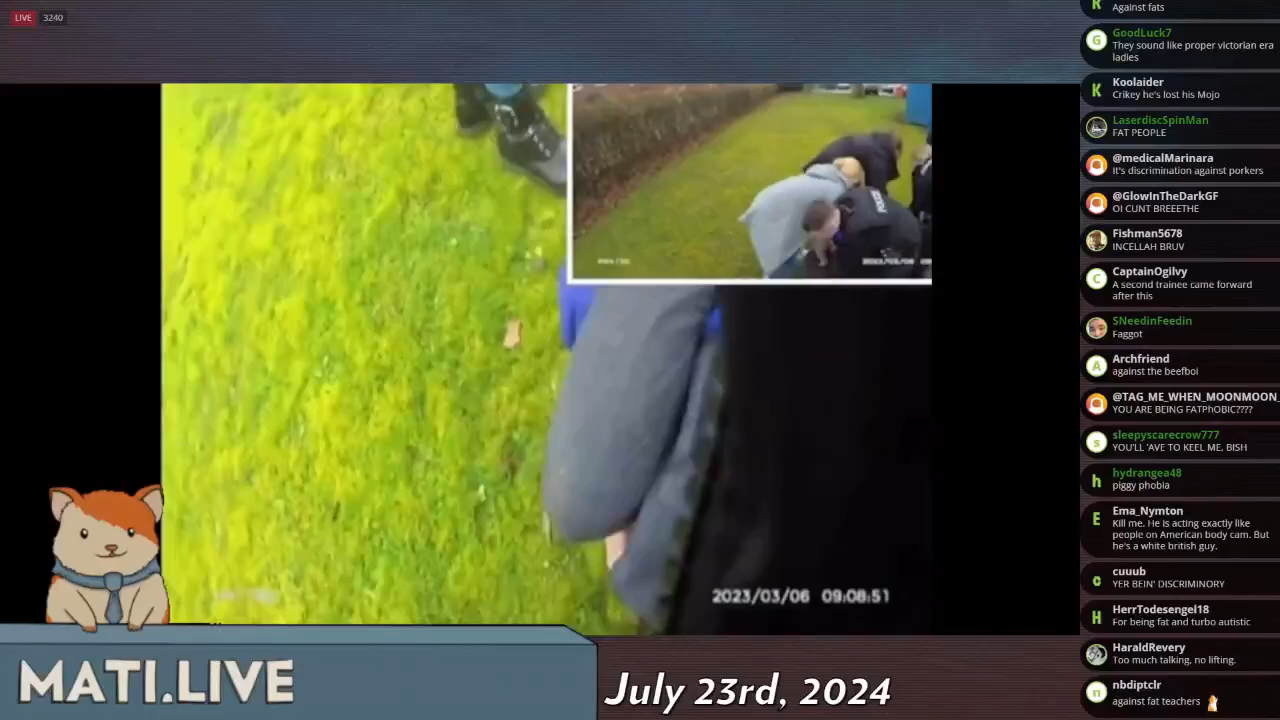 LIVE 3240
Against fats
GoodLuck7
They sound like proper victorian era
ladies
Koolaider
Crikey he's lost his Mojo
LaserdiscSpinMan
FAT PEOPLE
@medicalMarinara
It's discrimination against porkers
@GlowInTheDarkGF
OI CUNT BREEETHE
Fishman5678
INCELLAH BRUV
CaptainOgilvy
A second trainee came forward
after this
SNeedinFeedin
Faggot
Archfriend
against the beefboi
@TAG_ME_WHEN_MOONMOON_
YOU ARE BEING FATPhOBIC????
sleepyscarecrow777
YOU'LL 'AVE TO KEEL ME, BISH
hydrangea48
piggy phobia
Ema_Nymton
Kill me. He is acting exactly like
people on American body cam. But
he's a white british guy.
cuuub
YER BEIN' DISCRIMINORY
HerrTodesengel18
For being fat and turbo autistic
HaraldRevery
Too much talking, no lifting.
nbdiptclr
against fat teachers
POLICE
2023/03/06 09:08:51
MATI.LIVE
July 23rd, 2024